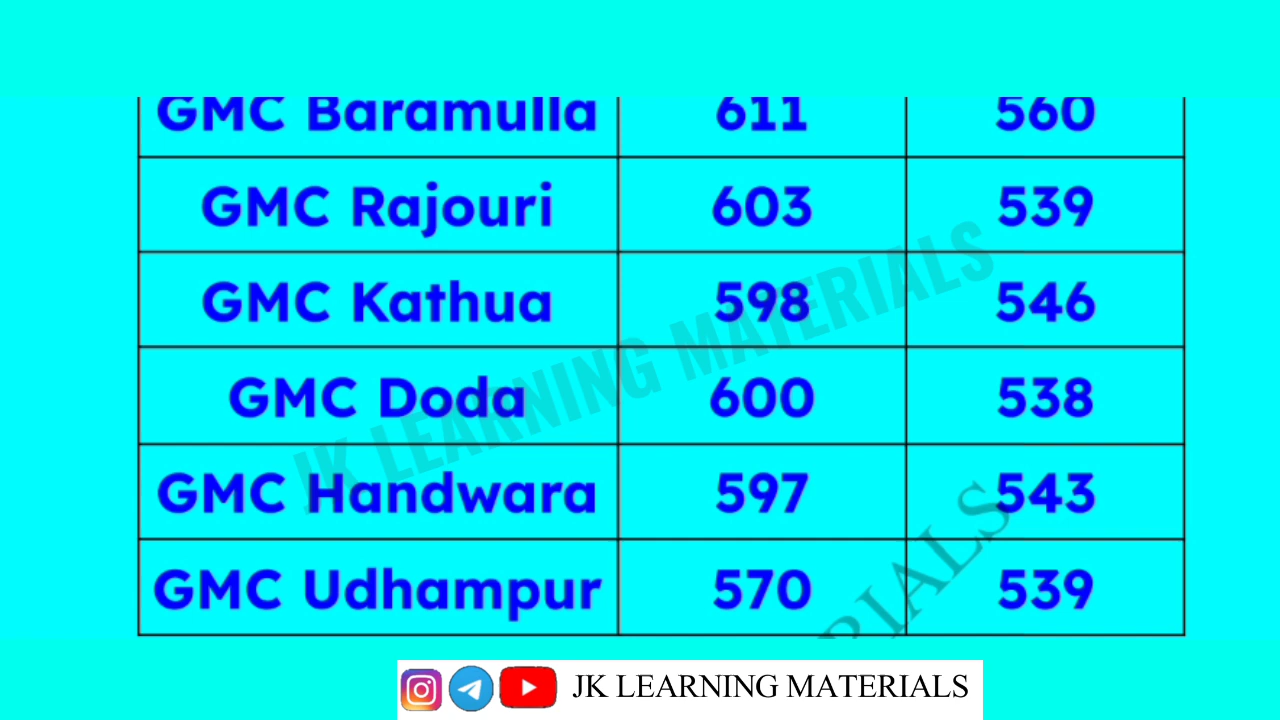 GMC Baramulla 611 560
GMC Rajouri 603 539
GMC Kathua 598 546
GMC Doda 600 538
GMC Handwara 597 543
GMC Udhampur 570 539
JK LEARNING MATERIALS
RIALS
JK LEARNING MATERIALS